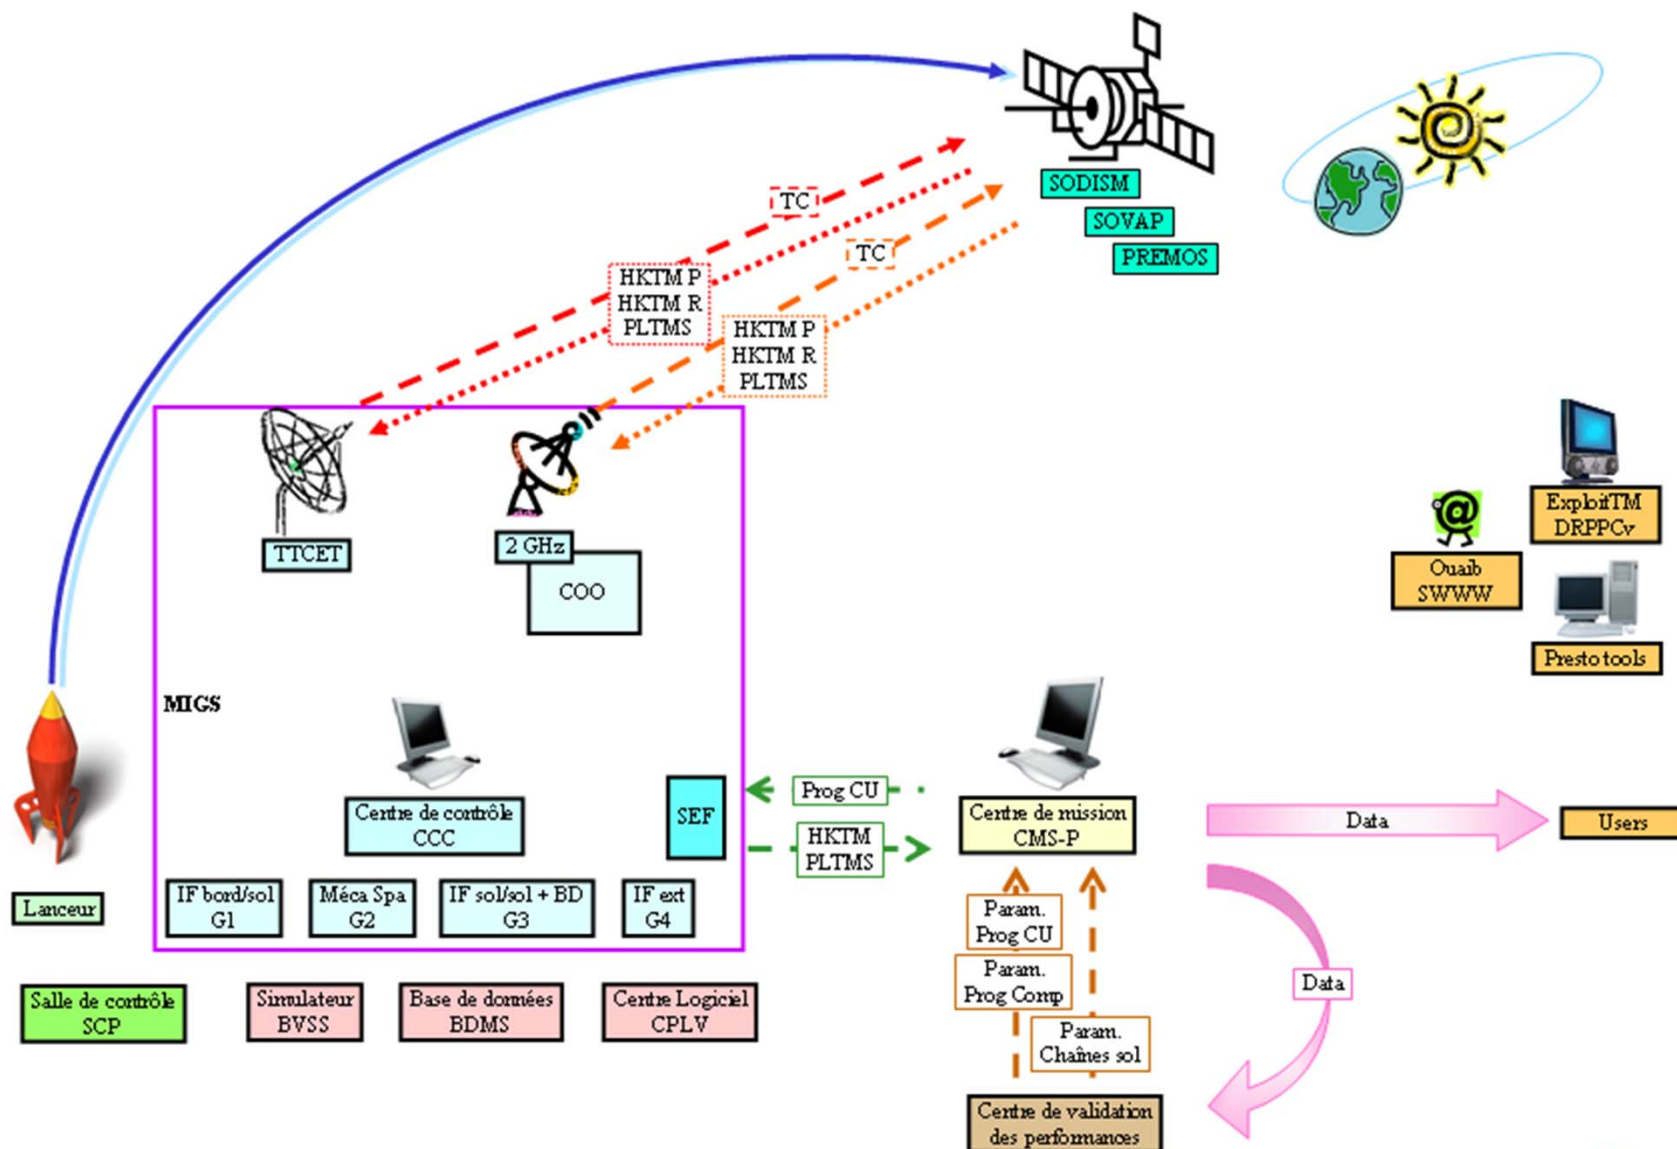 SODISM
SOVAP
PREMOS
TC
TC
HKTM P
HKTM R
PLTMS
HKTM P
HKTM R
PLTMS
TTCET
2 GHz
COO
ExploitTM
DRPPCv
Ouaib
SWWW
Presto tools
MIGS
Centre de contrôle
CCC
SEF
Prog CU
HKTM
PLTMS
Centre de mission
CMS-P
Data
Users
Lanceur
IF bord/sol
G1
Méca Spa
G2
IF sol/sol + BD
G3
IF ext
G4
Param.
Prog CU
Param.
Prog Comp
Param.
Chaînes sol
Data
Salle de contrôle
SCP
Simulateur
BVSS
Base de données
BDMS
Centre Logiciel
CPLV
Centre de validation
des performances